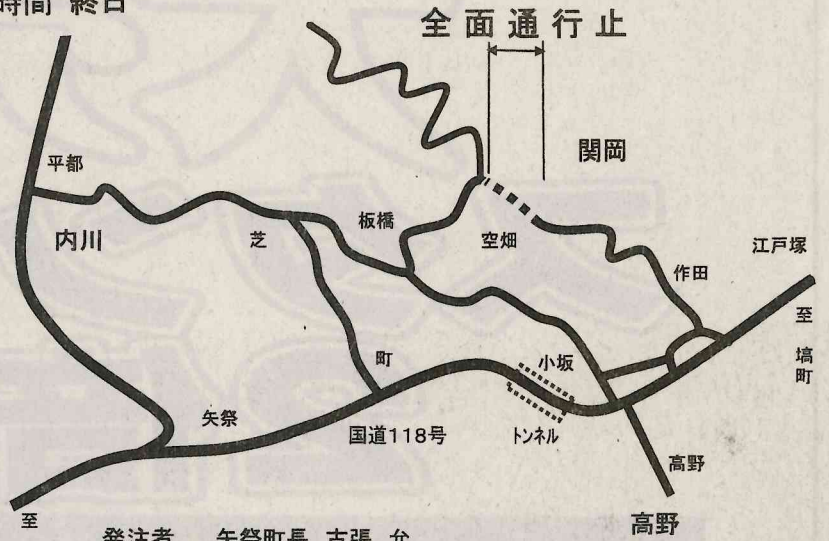 時間 終日
全面通行止
関岡
平都
板橋
内川
芝
空畑
江戸塚
作田
至 塙町
町
小坂
矢祭
国道118号
トンネル
高野
至
高野
発注者 矢祭町長 古張 允